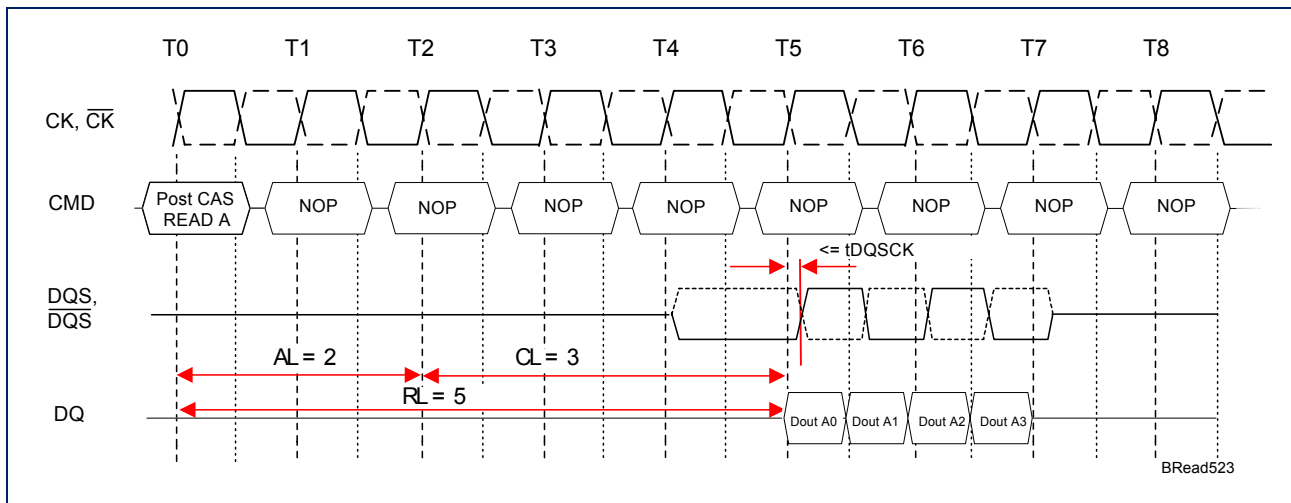 T0 T1 T2 T3 T4 T5 T6 T7 T8
CK, CK
CMD
Post CAS
READ A
NOP NOP NOP NOP NOP NOP NOP NOP
<= tDQSCK
DQS,
DQS
AL = 2 CL = 3
RL = 5
DQ
Dout A0 Dout A1 Dout A2 Dout A3
BRead523